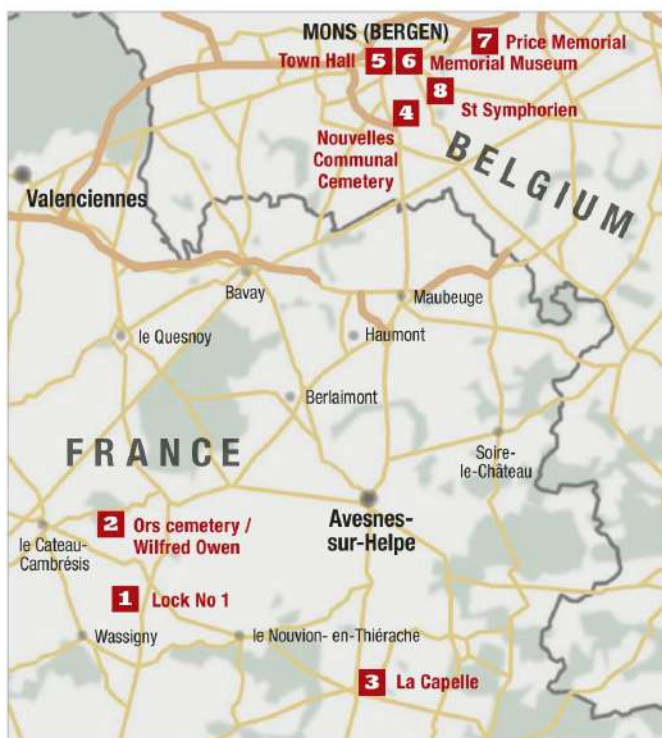 MONS (BERGEN)
7 Price Memorial
Town Hall 5 6 Memorial Museum
8
St Symphorien
4
Nouvelles
Communal
Cemetery
BELGIUM
Valenciennes
Bavay
Maubeuge
le Quesnoy
Haumont
Berlaimont
FRANCE
Soire-
le-Château
Avesnes-
sur-Helpe
2 Ors cemetery /
Wilfred Owen
le Cateau-
Cambrésis
1 Lock No 1
Wassigny
le Nouvion- en-Thiérache
3 La Capelle